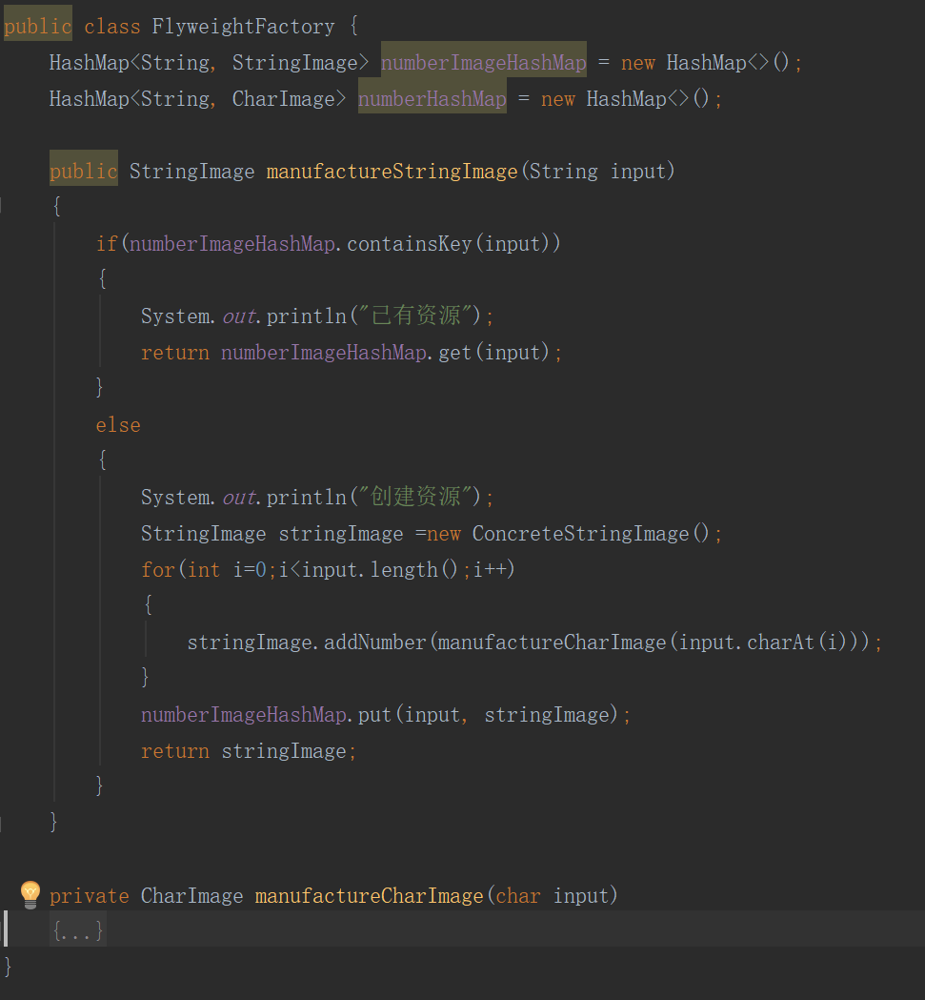 public class FlyweightFactory {
HashMap<String, StringImage> numberImageHashMap = new HashMap<>();
HashMap<String, CharImage> numberHashMap = new HashMap<>();
public StringImage manufactureStringImage(String input)
{
if(numberImageHashMap.containsKey(input))
{
System.out.println("已有资源");
return numberImageHashMap.get(input);
}
else
{
System.out.println("创建资源");
StringImage stringImage =new ConcreteStringImage();
for(int i=0;i<input.length();i++)
{
stringImage.addNumber(manufactureCharImage(input.charAt(i)));
}
numberImageHashMap.put(input, stringImage);
return stringImage;
}
}
private CharImage manufactureCharImage(char input)
{...}
}